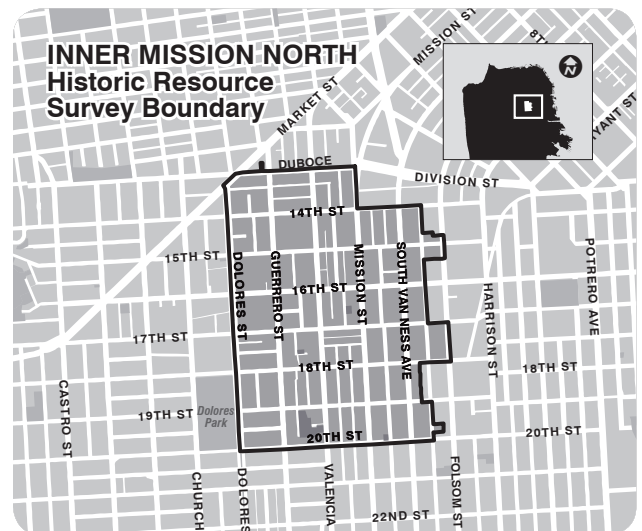 INNER MISSION NORTH
Historic Resource
Survey Boundary
MISSION ST
8TH
N
MARKET ST
YANT ST
DUBOCE
DIVISION ST
14TH ST
15TH ST
DOLORES ST
GUERRERO ST
16TH ST
MISSION ST
SOUTH VAN NESS AVE
HARRISON ST
POTRERO AVE
17TH ST
18TH ST
18TH ST
CASTRO ST
19TH ST
Dolores
Park
20TH ST
20TH ST
CHURCH
DOLORES
VALENCIA
FOLSOM ST
22ND ST